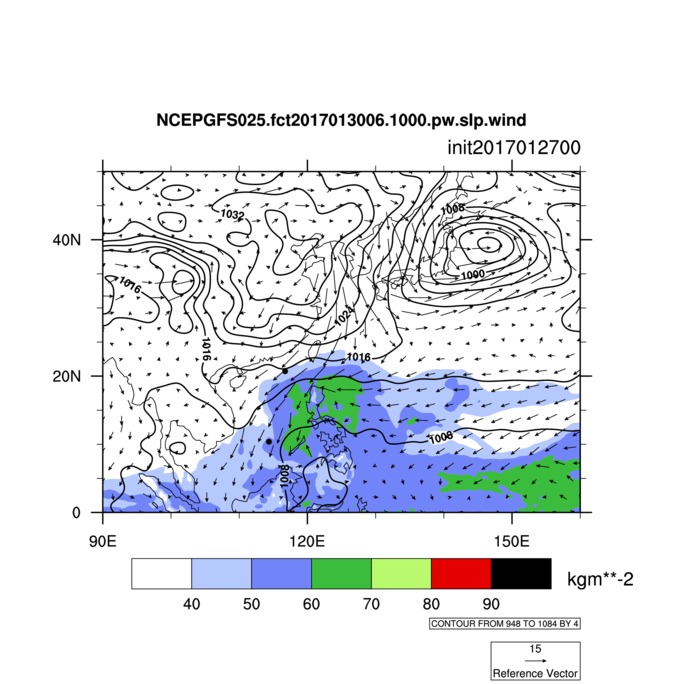 NCEPGFS025.fct2017013006.1000.pw.slp.wind
init2017012700
1008
1032
40N
1000
1016
1024
1016
1016
20N
1008
1008
0
90E
120E
150E
kgm**-2
40 50 60 70 80 90
CONTOUR FROM 948 TO 1084 BY 4
15
Reference Vector